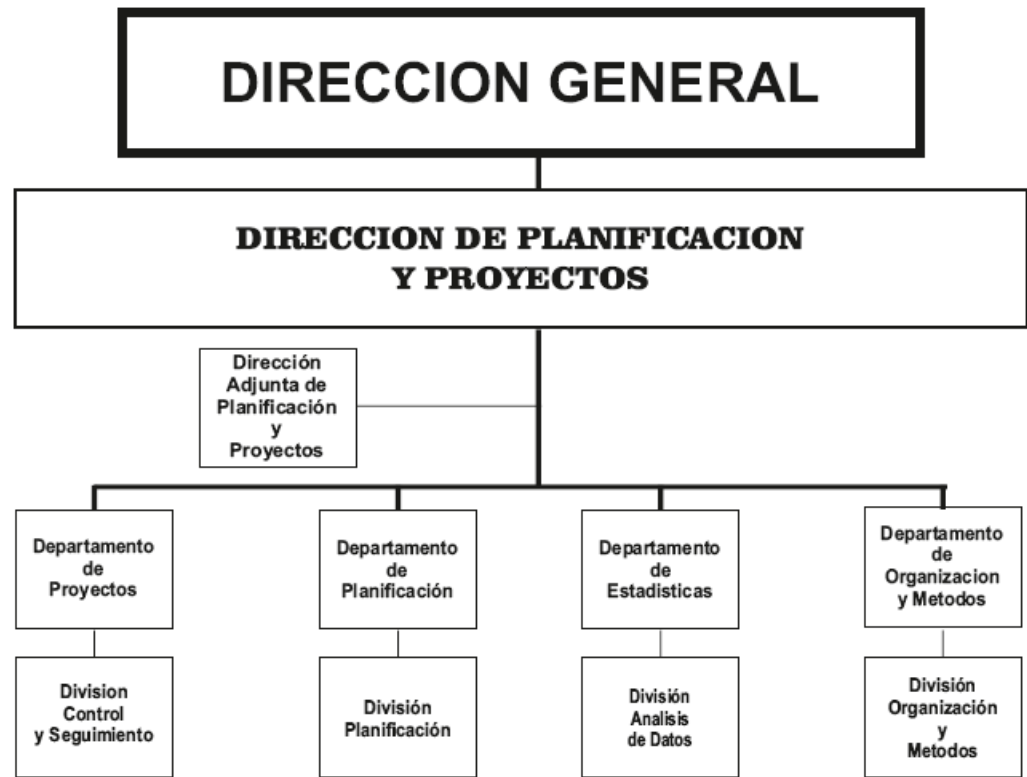 DIRECCION GENERAL
DIRECCION DE PLANIFICACION
Y PROYECTOS
Dirección
Adjunta de
Planificación
y
Proyectos
Departamento
de
Proyectos
Departamento
de
Planificación
Departamento
de
Estadisticas
Departamento
de
Organizacion
y Metodos
Division
Control
y Seguimiento
División
Planificación
División
Analisis
de Datos
División
Organización
y
Metodos